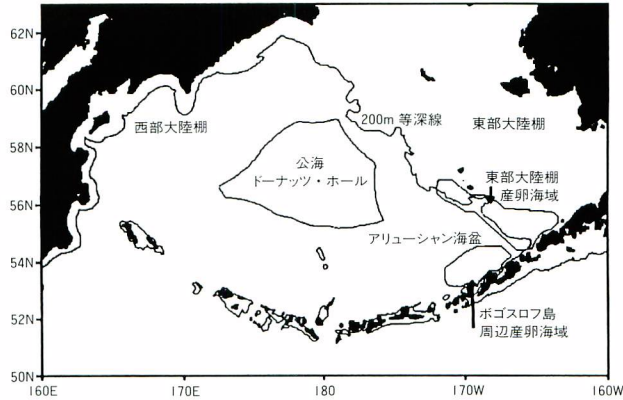 62N
60N
58N
56N
54N
52N
50N
160E
170E
180
170W
160W
西部大陸棚
200m 等深線
東部大陸棚
公海
ドーナッツ・ホール
東部大陸棚
産卵海域
アリューシャン海盆
ボゴスロフ島
周辺産卵海域